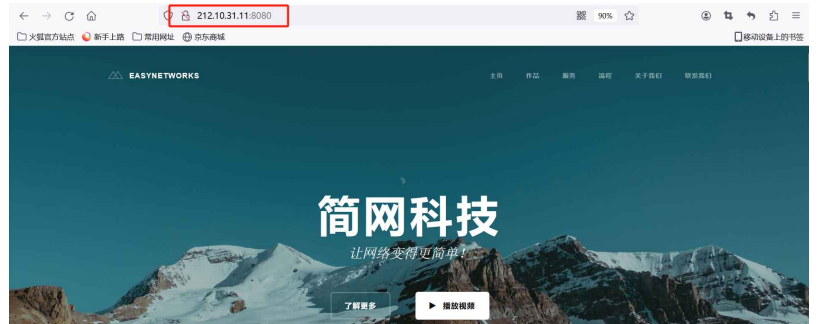 212.10.31.11:8080
90%
火狐官方站点 新手上路 常用网址 京东商城 移动设备上的书签
EASYNETWORKS 主页 作品 服务 流程 关于我们 联系我们
简网科技
让网络变得更简单!
了解更多 播放视频